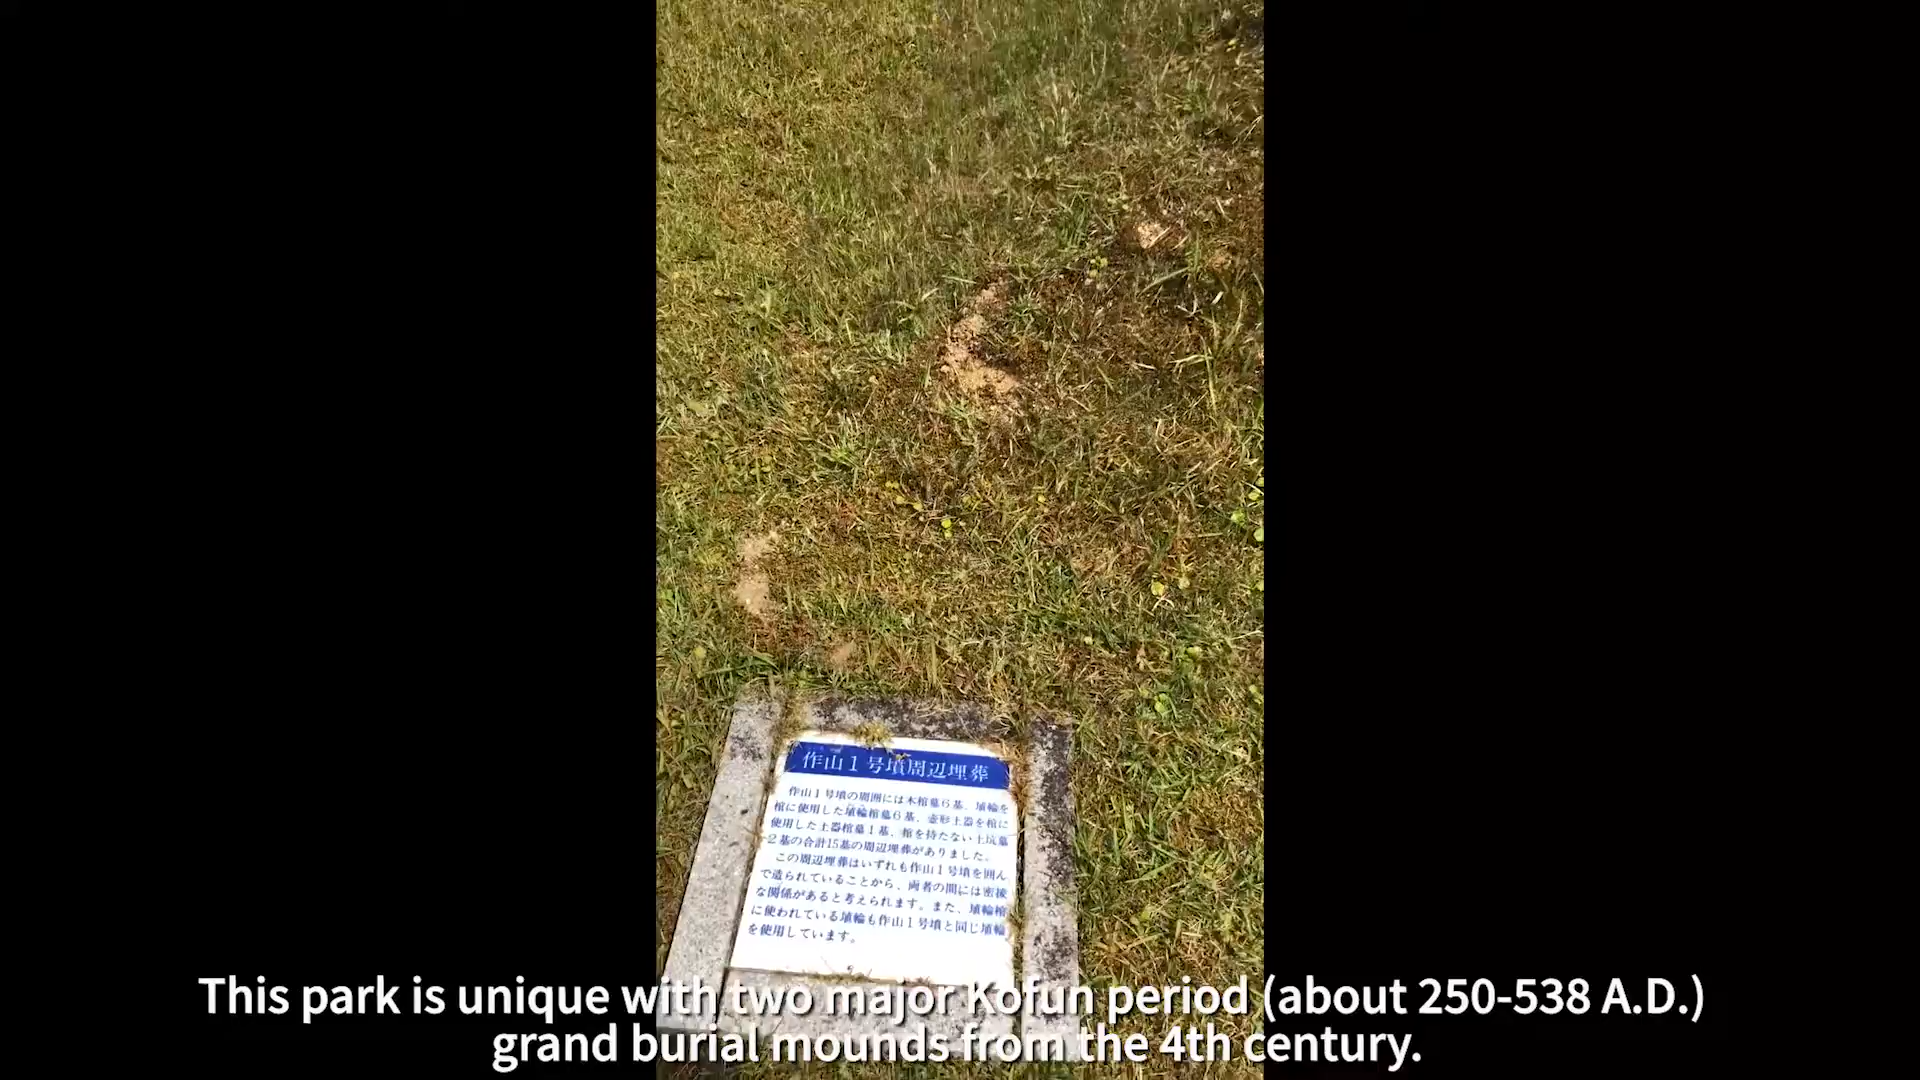 作山1号墳周辺埋葬
作山1号墳の周囲には木棺墓6基、埴輪を
棺に使用した埴輪棺墓6基、壺形土器を棺に
使用した土器棺墓1基、棺を持たない土坑墓
2基の合計15基の周辺埋葬がありました。
この周辺埋葬はいずれも作山1号墳を囲ん
で造られていることから、両者の間には密接
な関係があると考えられます。また、埴輪棺
に使われている埴輪も作山1号墳と同じ埴輪
を使用しています。
This park is unique with two major Kofun period (about 250-538 A.D.)
grand burial mounds from the 4th century.